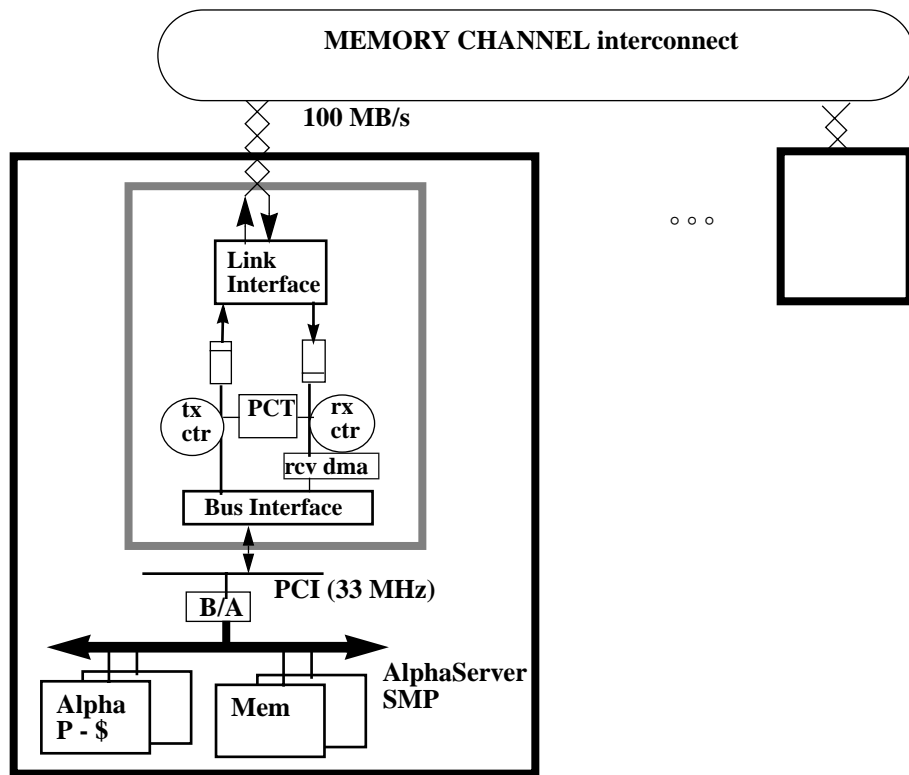 MEMORY CHANNEL interconnect
100 MB/s
Link
Interface
tx
ctr
PCT
rx
ctr
rcv dma
Bus Interface
PCI (33 MHz)
B/A
AlphaServer
SMP
Alpha
P - $
Mem